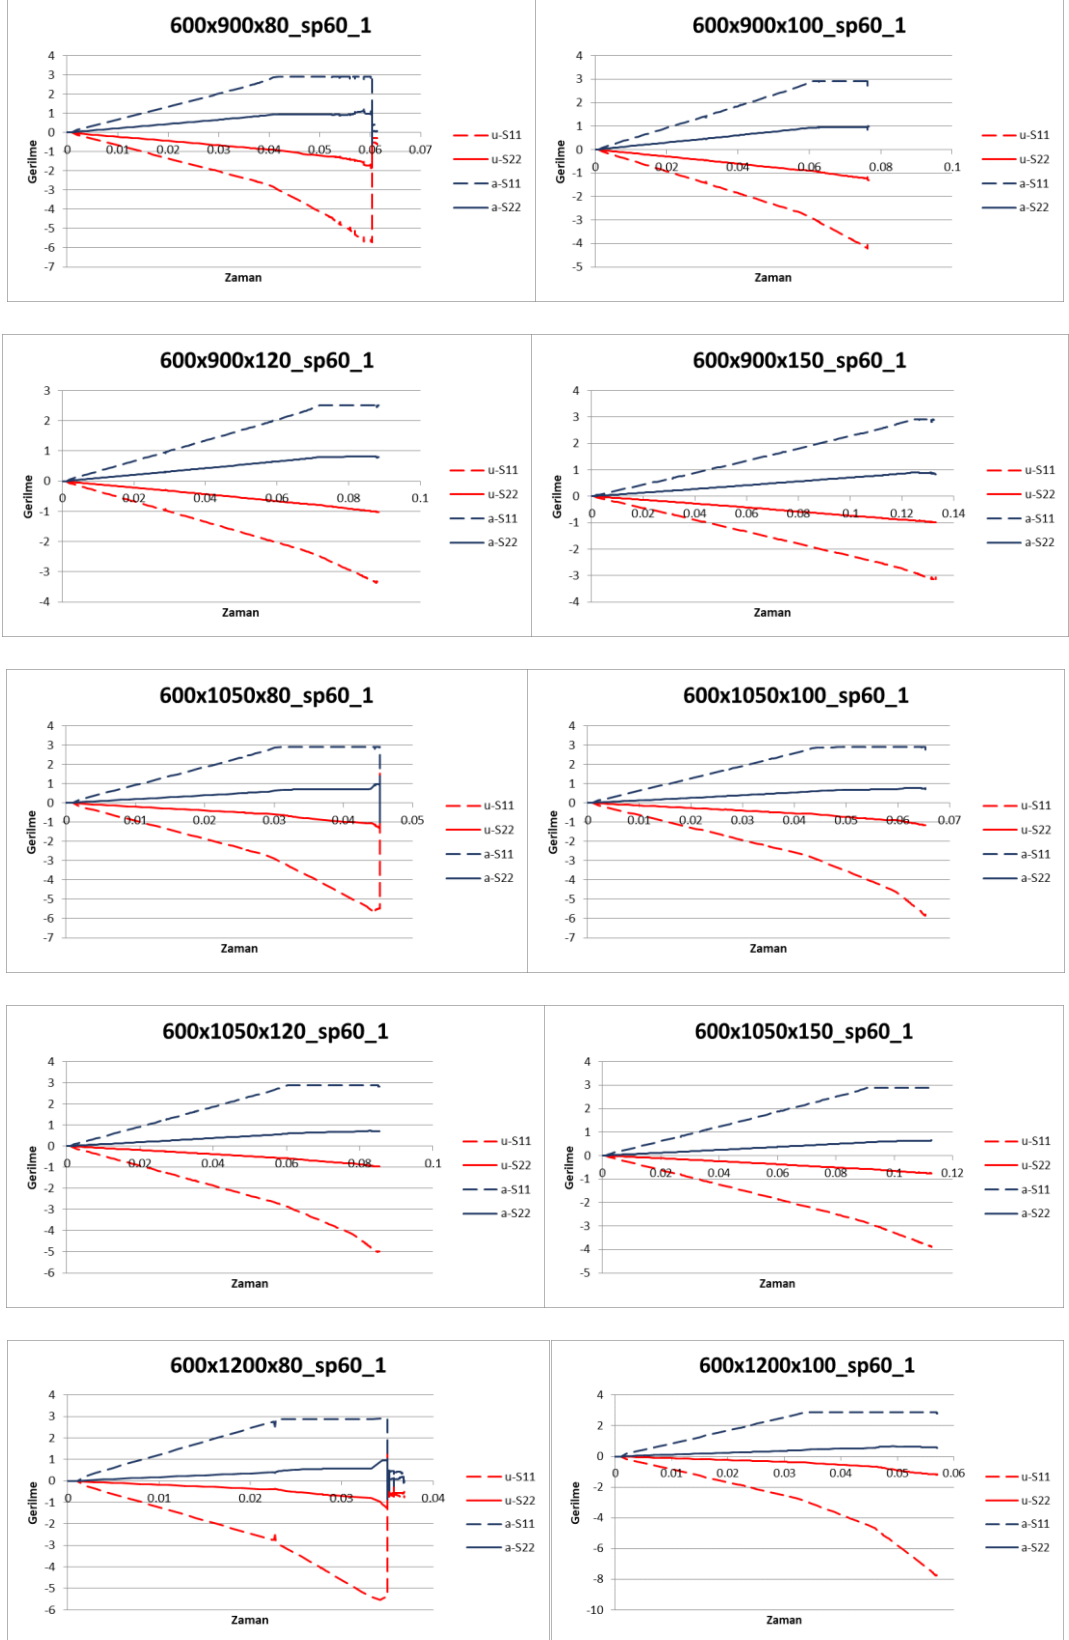 600x900x80_sp60_1
4
3
2
1
0
-1
-2
-3
-4
-5
-6
-7
0 0.01 0.02 0.03 0.04 0.05 0.06 0.07
Gerilme
Zaman
u-S11
u-S22
a-S11
a-S22
600x900x100_sp60_1
4
3
2
1
0
-1
-2
-3
-4
-5
0 0.02 0.04 0.06 0.08 0.1
Gerilme
Zaman
u-S11
u-S22
a-S11
a-S22
600x900x120_sp60_1
3
2
1
0
-1
-2
-3
-4
0 0.02 0.04 0.06 0.08 0.1
Gerilme
Zaman
u-S11
u-S22
a-S11
a-S22
600x900x150_sp60_1
4
3
2
1
0
-1
-2
-3
-4
0 0.02 0.04 0.06 0.08 0.1 0.12 0.14
Gerilme
Zaman
u-S11
u-S22
a-S11
a-S22
600x1050x80_sp60_1
4
3
2
1
0
-1
-2
-3
-4
-5
-6
-7
0 0.01 0.02 0.03 0.04 0.05
Gerilme
Zaman
u-S11
u-S22
a-S11
a-S22
600x1050x100_sp60_1
4
3
2
1
0
-1
-2
-3
-4
-5
-6
-7
0 0.01 0.02 0.03 0.04 0.05 0.06 0.07
Gerilme
Zaman
u-S11
u-S22
a-S11
a-S22
600x1050x120_sp60_1
4
3
2
1
0
-1
-2
-3
-4
-5
-6
0 0.02 0.04 0.06 0.08 0.1
Gerilme
Zaman
u-S11
u-S22
a-S11
a-S22
600x1050x150_sp60_1
4
3
2
1
0
-1
-2
-3
-4
-5
0 0.02 0.04 0.06 0.08 0.1 0.12
Gerilme
Zaman
u-S11
u-S22
a-S11
a-S22
600x1200x80_sp60_1
4
3
2
1
0
-1
-2
-3
-4
-5
-6
0 0.01 0.02 0.03 0.04
Gerilme
Zaman
u-S11
u-S22
a-S11
a-S22
600x1200x100_sp60_1
4
2
0
-2
-4
-6
-8
-10
0 0.01 0.02 0.03 0.04 0.05 0.06
Gerilme
Zaman
u-S11
u-S22
a-S11
a-S22